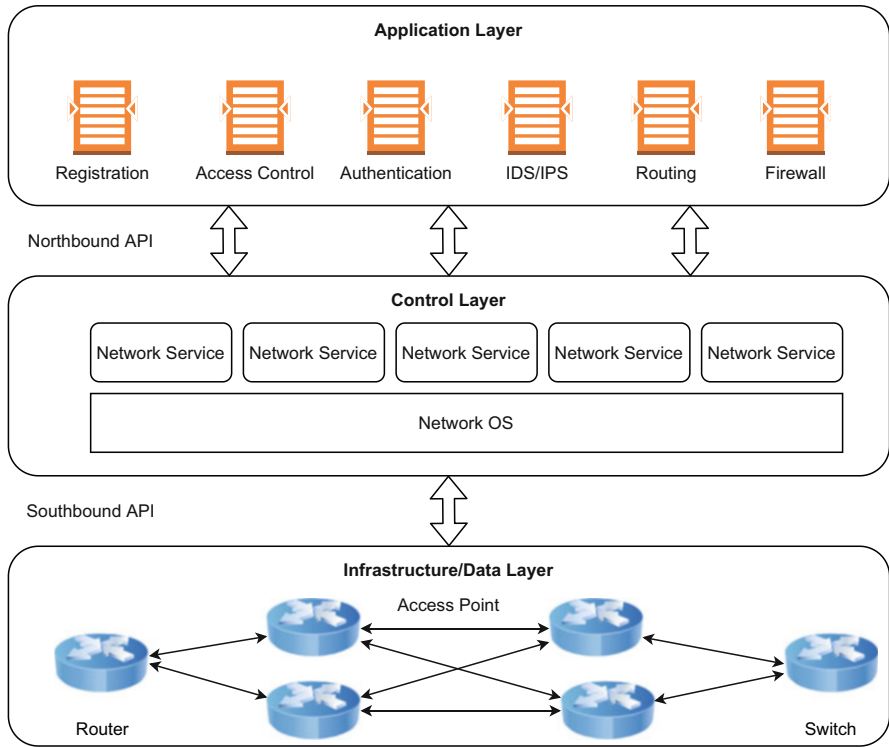 Application Layer
Registration
Access Control
Authentication
IDS/IPS
Routing
Firewall
Northbound API
Control Layer
Network Service
Network Service
Network Service
Network Service
Network Service
Network OS
Southbound API
Infrastructure/Data Layer
Access Point
Router
Switch